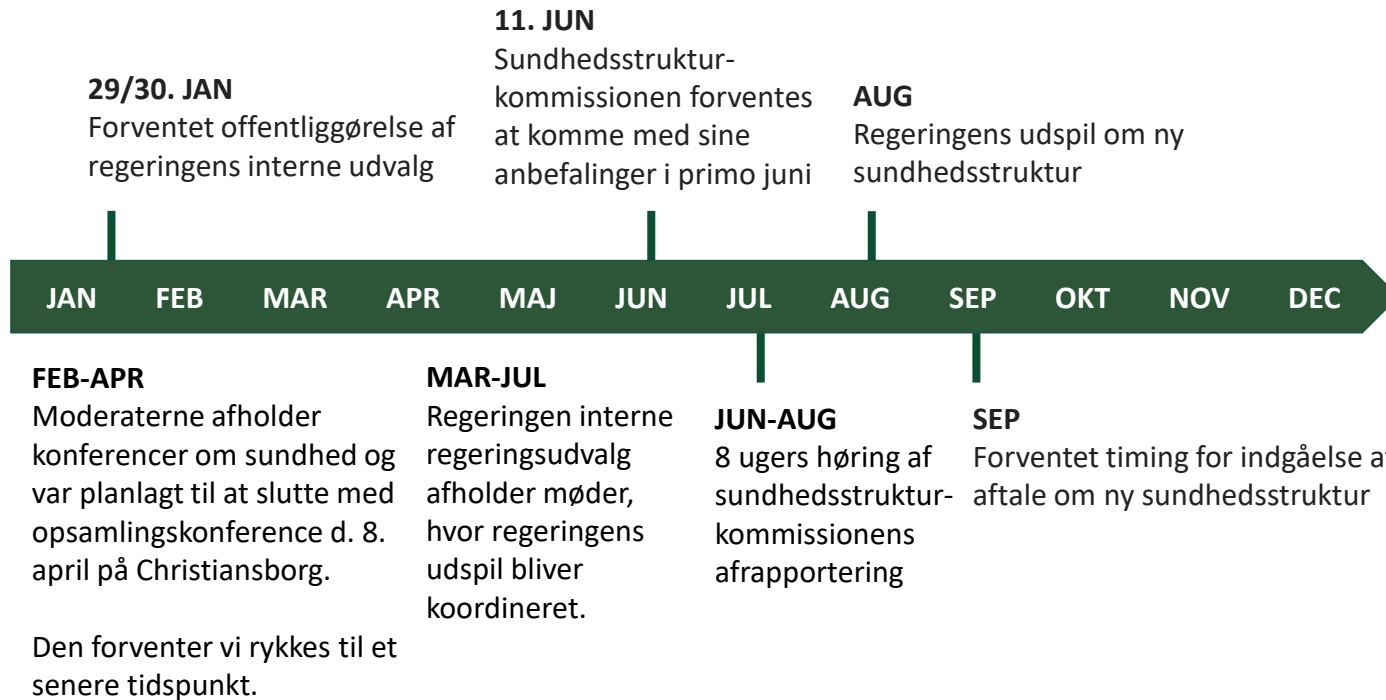 11. JUN
Sundhedsstruktur-
kommissionen forventes
at komme med sine
anbefalinger i primo juni
29/30. JAN
Forventet offentliggørelse af
regeringens interne udvalg
AUG
Regeringens udspil om ny
sundhedsstruktur
JAN FEB MAR APR MAJ JUN JUL AUG SEP OKT NOV DEC
FEB-APR
Moderaterne afholder
konferencer om sundhed og
var planlagt til at slutte med
opsamlingskonference d. 8.
april på Christiansborg.
Den forventer vi rykkes til et
senere tidspunkt.
MAR-JUL
Regeringen interne
regeringsudvalg
afholder møder,
hvor regeringens
udspil bliver
koordineret.
JUN-AUG
8 ugers høring af
sundhedsstruktur-
kommissionens
afrapportering
SEP
Forventet timing for indgåelse
aftale om ny sundhedsstruktur